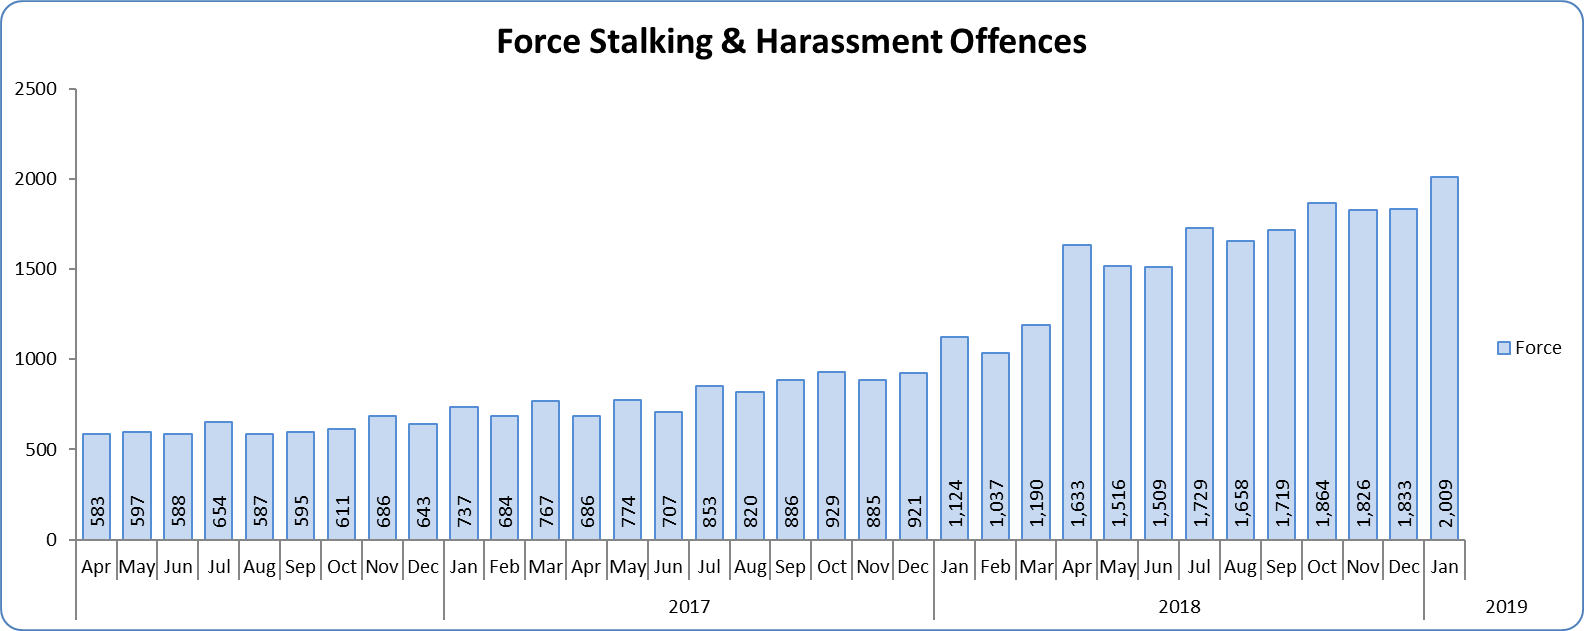 Force Stalking & Harassment Offences
2500
2000
1500
1000
500
0
583 597 588 654 587 595 611 686 643 737 684 767 686 774 707 853 820 886 929 885 921 1,124 1,037 1,190 1,633 1,516 1,509 1,729 1,658 1,719 1,864 1,826 1,833 2,009
Force
Apr May Jun Jul Aug Sep Oct Nov Dec Jan Feb Mar Apr May Jun Jul Aug Sep Oct Nov Dec Jan Feb Mar Apr May Jun Jul Aug Sep Oct Nov Dec Jan
2017 2018 2019